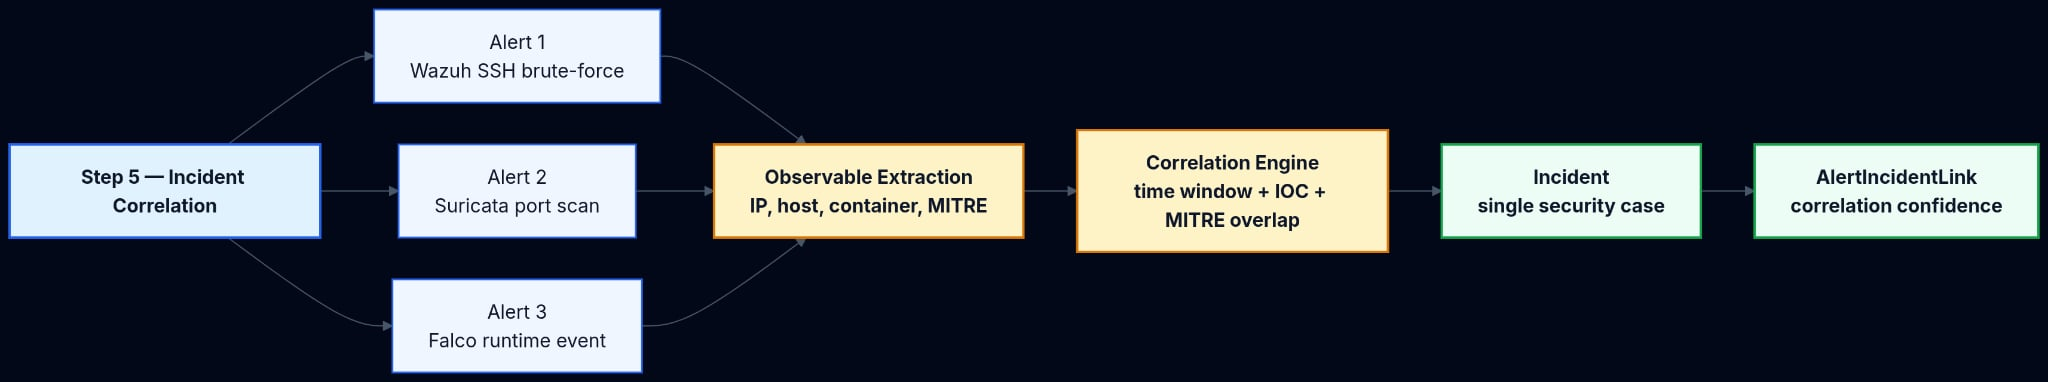 Alert 1
Wazuh SSH brute-force
Step 5 — Incident
Correlation
Alert 2
Suricata port scan
Observable Extraction
IP, host, container, MITRE
Correlation Engine
time window + IOC +
MITRE overlap
Incident
single security case
AlertIncidentLink
correlation confidence
Alert 3
Falco runtime event